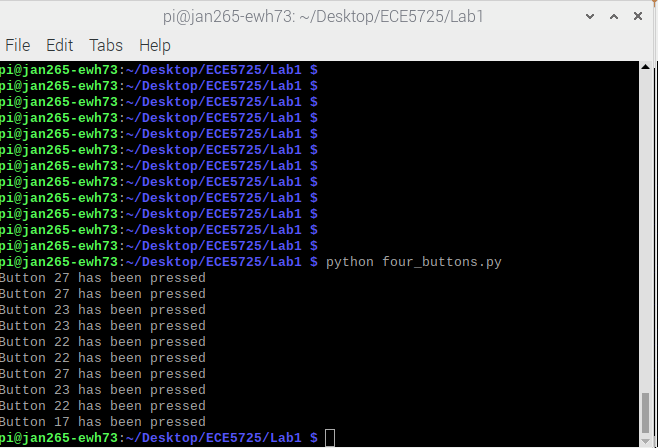 pi@jan265-ewh73: ~/Desktop/ECE5725/Lab1
File Edit Tabs Help
pi@jan265-ewh73:~/Desktop/ECE5725/Lab1 $
pi@jan265-ewh73:~/Desktop/ECE5725/Lab1 $
pi@jan265-ewh73:~/Desktop/ECE5725/Lab1 $
pi@jan265-ewh73:~/Desktop/ECE5725/Lab1 $
pi@jan265-ewh73:~/Desktop/ECE5725/Lab1 $
pi@jan265-ewh73:~/Desktop/ECE5725/Lab1 $
pi@jan265-ewh73:~/Desktop/ECE5725/Lab1 $
pi@jan265-ewh73:~/Desktop/ECE5725/Lab1 $
pi@jan265-ewh73:~/Desktop/ECE5725/Lab1 $
pi@jan265-ewh73:~/Desktop/ECE5725/Lab1 $
pi@jan265-ewh73:~/Desktop/ECE5725/Lab1 $
pi@jan265-ewh73:~/Desktop/ECE5725/Lab1 $
pi@jan265-ewh73:~/Desktop/ECE5725/Lab1 $ python four_buttons.py
Button 27 has been pressed
Button 27 has been pressed
Button 23 has been pressed
Button 23 has been pressed
Button 22 has been pressed
Button 22 has been pressed
Button 27 has been pressed
Button 23 has been pressed
Button 22 has been pressed
Button 17 has been pressed
pi@jan265-ewh73:~/Desktop/ECE5725/Lab1 $